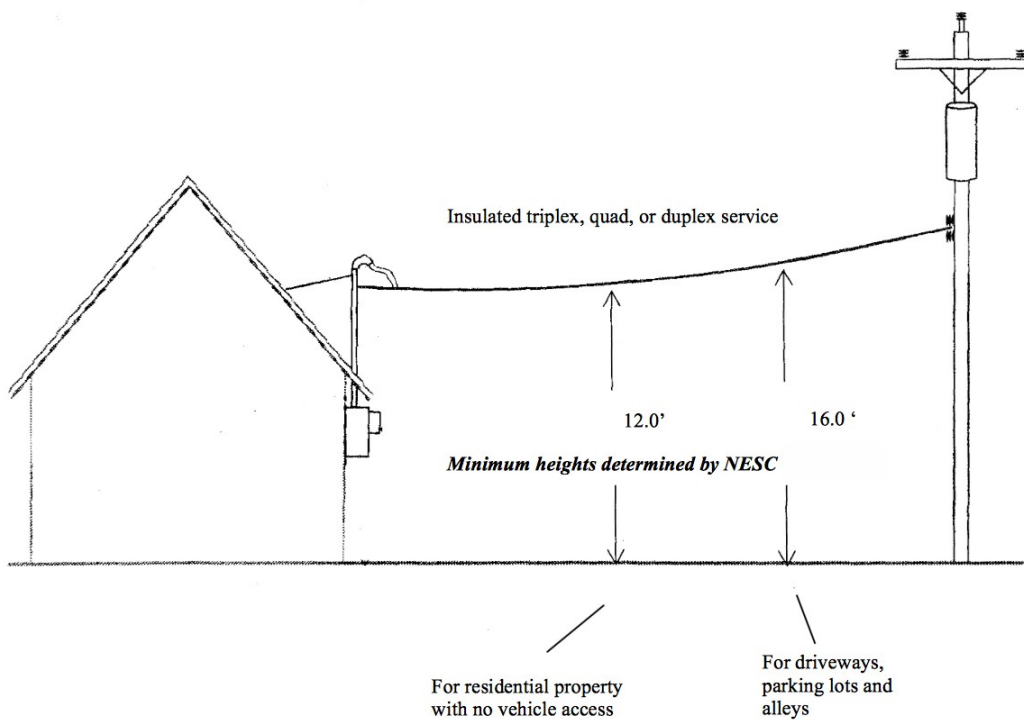 Insulated triplex, quad, or duplex service
12.0’
16.0 ‘
Minimum heights determined by NESC
For residential property
with no vehicle access
For driveways,
parking lots and
alleys